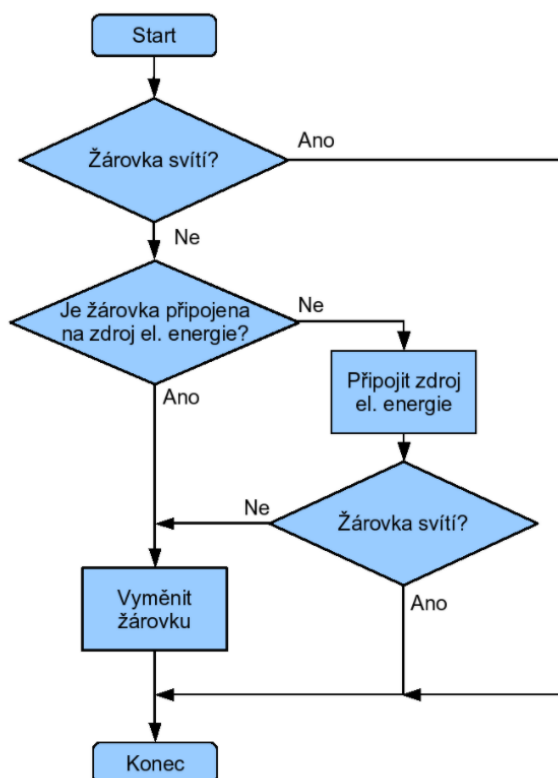 Start
Žárovka svítí?
Ano
Ne
Je žárovka připojena
na zdroj el. energie?
Ne
Ano
Připojit zdroj
el. energie
Žárovka svítí?
Ne
Ano
Vyměnit
žárovku
Konec